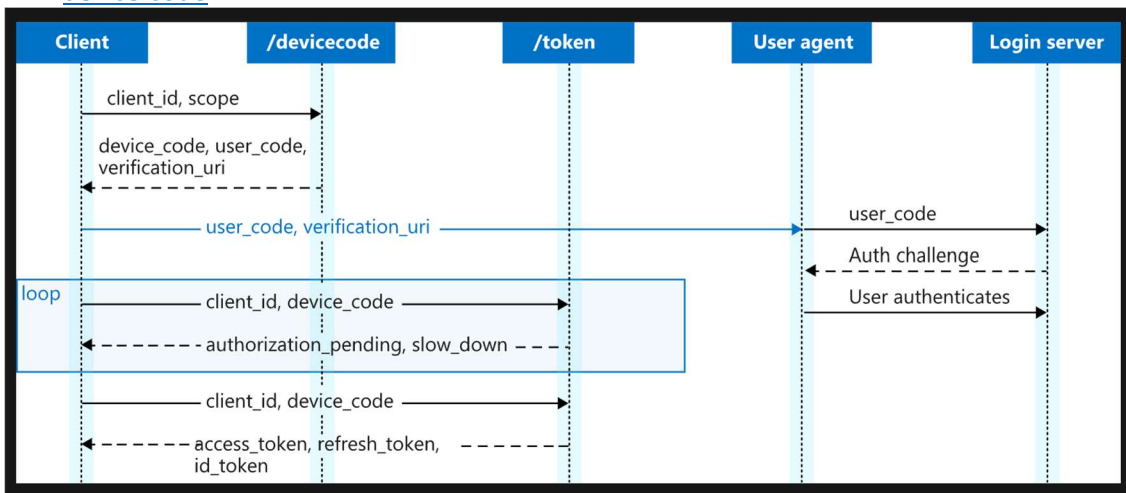 Client
/devicecode
/token
User agent
Login server
client_id, scope
device_code, user_code,
verification_uri
user_code, verification_uri
user_code
Auth challenge
loop
client_id, device_code
User authenticates
authorization_pending, slow_down
client_id, device_code
access_token, refresh_token,
id_token